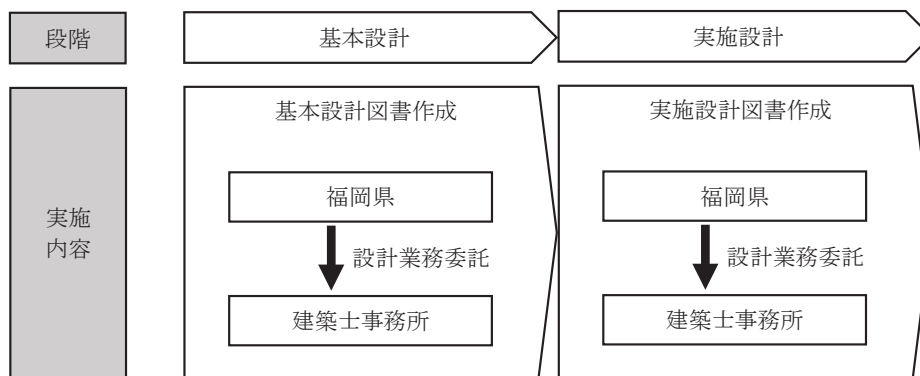 段階
基本設計
実施設計
実施
内容
基本設計図書作成
福岡県
設計業務委託
建築士事務所
実施設計図書作成
福岡県
設計業務委託
建築士事務所